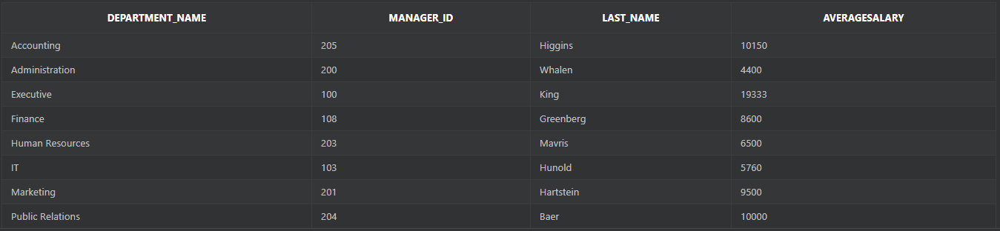 DEPARTMENT_NAME MANAGER_ID LAST_NAME AVERAGESALARY
Accounting 205 Higgins 10150
Administration 200 Whalen 4400
Executive 100 King 19333
Finance 108 Greenberg 8600
Human Resources 203 Mavris 6500
IT 103 Hunold 5760
Marketing 201 Hartstein 9500
Public Relations 204 Baer 10000